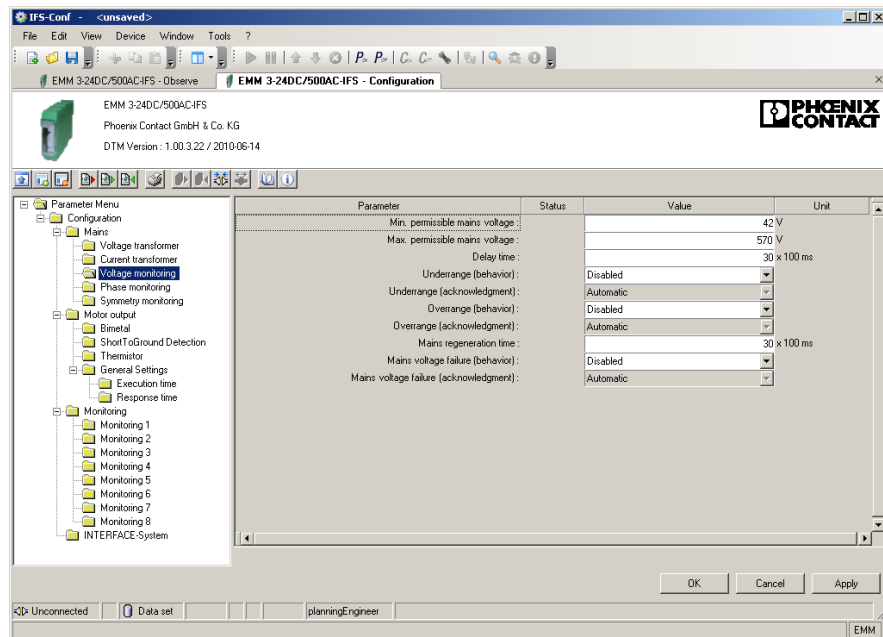 IFS-Conf - <unsaved>
File Edit View Device Window Tools ?
EMM 3-24DC/500AC-IFS - Observe EMM 3-24DC/500AC-IFS - Configuration
EMM 3-24DC/500AC-IFS
Phoenix Contact GmbH & Co. KG
DTM Version : 1.00.3.22 / 2010-06-14
PHŒNIX
CONTACT
Parameter Menu
Configuration
Mains
Voltage transformer
Current transformer
Voltage monitoring
Phase monitoring
Symmetry monitoring
Motor output
Bimetal
ShortToGround Detection
Thermistor
General Settings
Execution time
Response time
Monitoring
Monitoring 1
Monitoring 2
Monitoring 3
Monitoring 4
Monitoring 5
Monitoring 6
Monitoring 7
Monitoring 8
INTERFACE-System
Parameter Status Value Unit
Min. permissible mains voltage : 42 V
Max. permissible mains voltage : 570 V
Delay time : 30 x 100 ms
Underrange (behavior) : Disabled
Underrange (acknowledgment) : Automatic
Overrange (behavior) : Disabled
Overrange (acknowledgment) : Automatic
Mains regeneration time : 30 x 100 ms
Mains voltage failure (behavior) : Disabled
Mains voltage failure (acknowledgment) : Automatic
OK Cancel Apply
Unconnected Data set planningEngineer
EMM